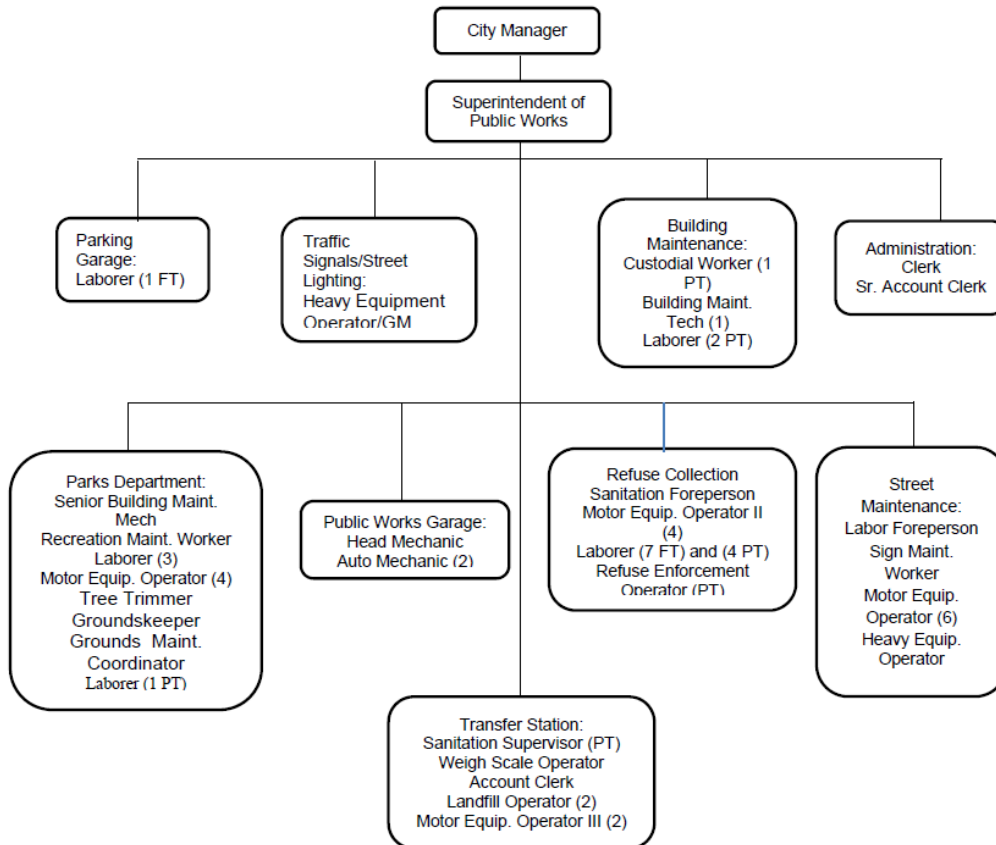 City Manager
Superintendent of
Public Works
Parking
Garage:
Laborer (1 FT)
Traffic
Signals/Street
Lighting:
Heavy Equipment
Operator/GM
Building
Maintenance:
Custodial Worker (1
PT)
Building Maint.
Tech (1)
Laborer (2 PT)
Administration:
Clerk
Sr. Account Clerk
Parks Department:
Senior Building Maint.
Mech
Recreation Maint. Worker
Laborer (3)
Motor Equip. Operator (4)
Tree Trimmer
Groundskeeper
Grounds Maint.
Coordinator
Laborer (1 PT)
Public Works Garage:
Head Mechanic
Auto Mechanic (2)
Refuse Collection
Sanitation Foreperson
Motor Equip. Operator II
(4)
Laborer (7 FT) and (4 PT)
Refuse Enforcement
Operator (PT)
Street
Maintenance:
Labor Foreperson
Sign Maint.
Worker
Motor Equip.
Operator (6)
Heavy Equip.
Operator
Transfer Station:
Sanitation Supervisor (PT)
Weigh Scale Operator
Account Clerk
Landfill Operator (2)
Motor Equip. Operator III (2)